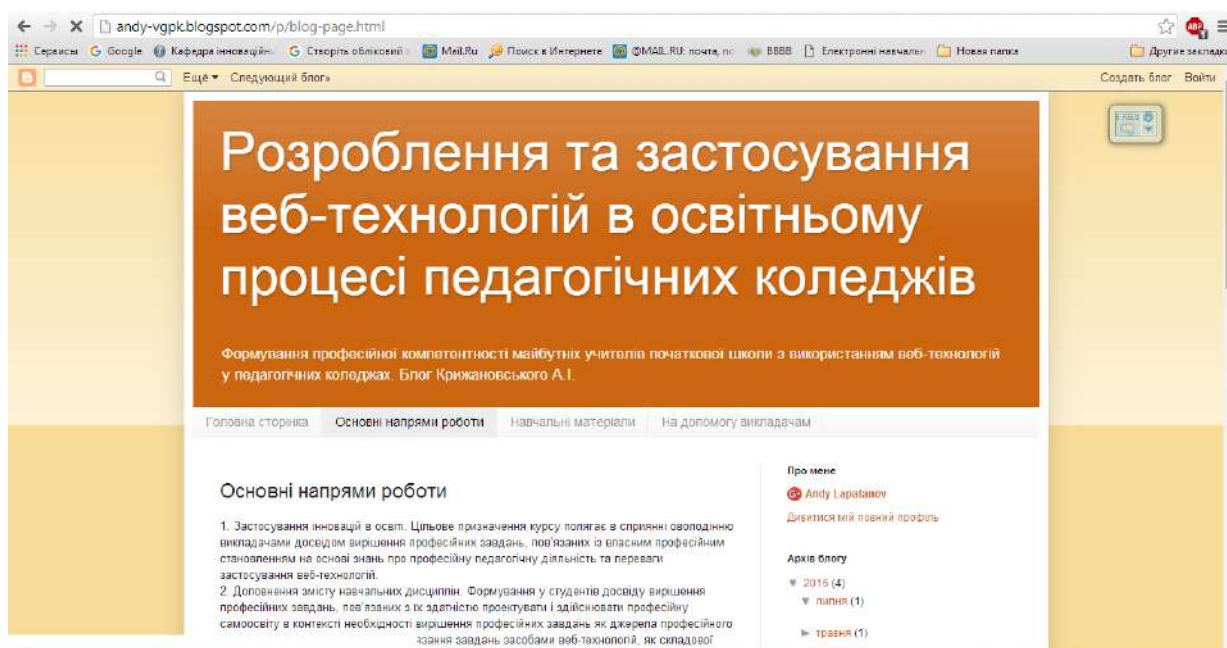 andy-vgpk.blogspot.com/p/blog-page.html
Сервисы Google Кафедра інноваційн Створіть обліковий Mail.Ru Поиск в Интернете @MAIL.RU: почта, по BBBB Електронні навчальн Новая папка Другие закладк
Ещё Следующий блог» Создать блог Войти
Розроблення та застосування
веб-технологій в освітньому
процесі педагогічних коледжів
Формування професійної компетентності майбутніх учителів початкової школи з використанням веб-технологій
у педагогічних коледжах. Блог Крижановського А.І.
Головна сторінка Основні напрями роботи Навчальні матеріали На допомогу викладачам
Основні напрями роботи
1. Застосування інновацій в освіті. Цільове призначення курсу полягає в сприянні оволодінню
викладачами досвідом вирішення професійних завдань, пов'язаних із власним професійним
становленням на основі знань про професійну педагогічну діяльність та переваги
застосування веб-технологій.
2. Доповнення змісту навчальних дисциплін. Формування у студентів досвіду вирішення
професійних завдань, пов'язаних з їх здатністю проектувати і здійснювати професійну
самоосвіту в контексті необхідності вирішення професійних завдань як джерела професійного
язання завдань засобами веб-технологій, як складової
Про мене
Andy Lapatanov
Дивитися мій повний профіль
Архів блогу
▼ 2016 (4)
▼ липня (1)
► травня (1)